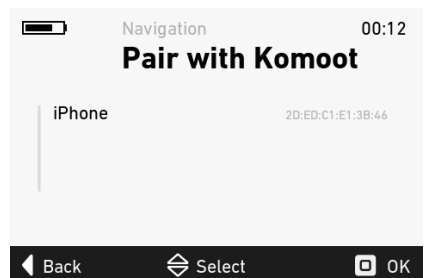 Navigation 00:12
Pair with Komoot
iPhone 2D:ED:C1:E1:3B:46
Back Select OK